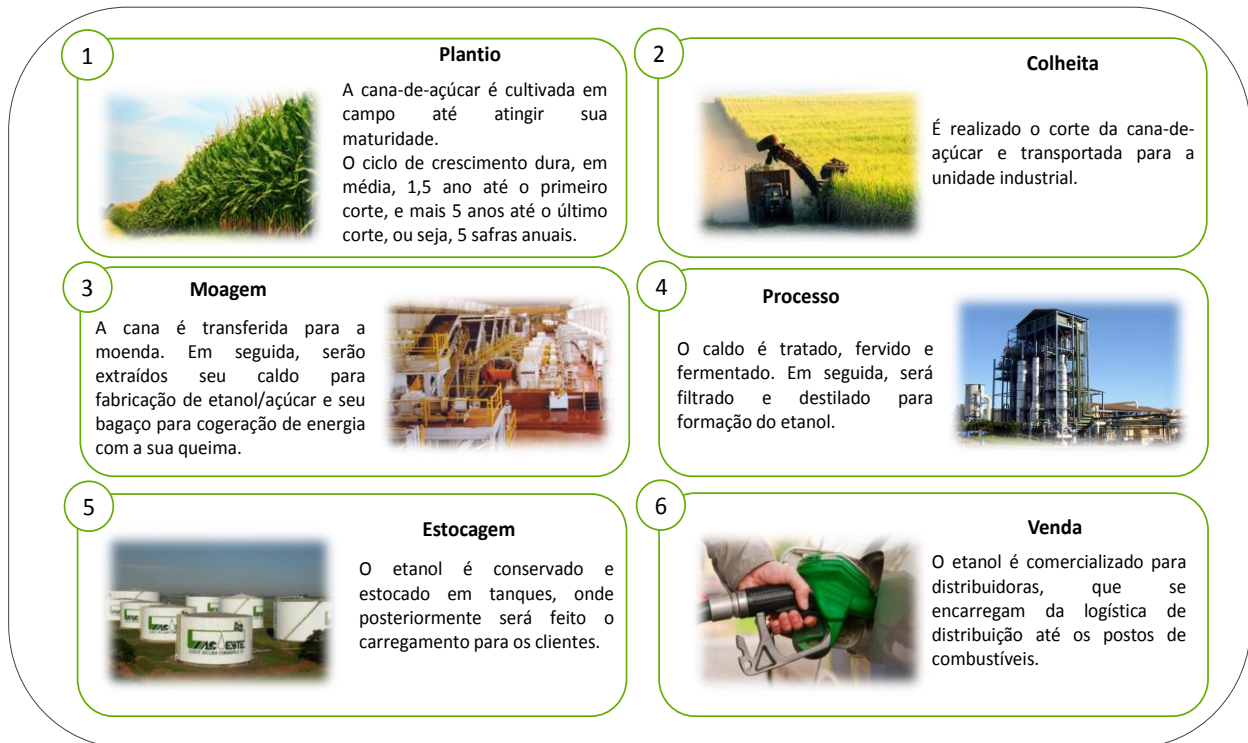 1
Plantio
A cana-de-açúcar é cultivada em
campo até atingir sua
maturidade.
O ciclo de crescimento dura, em
média, 1,5 ano até o primeiro
corte, e mais 5 anos até o último
corte, ou seja, 5 safras anuais.
2
Colheita
É realizado o corte da cana-de-
açúcar e transportada para a
unidade industrial.
3
Moagem
A cana é transferida para a
moenda. Em seguida, serão
extraídos seu caldo para
fabricação de etanol/açúcar e seu
bagaço para cogeração de energia
com a sua queima.
4
Processo
O caldo é tratado, fervido e
fermentado. Em seguida, será
filtrado e destilado para
formação do etanol.
5
Estocagem
O etanol é conservado e
estocado em tanques, onde
posteriormente será feito o
carregamento para os clientes.
6
Venda
O etanol é comercializado para
distribuidoras, que se
encarregam da logística de
distribuição até os postos de
combustíveis.